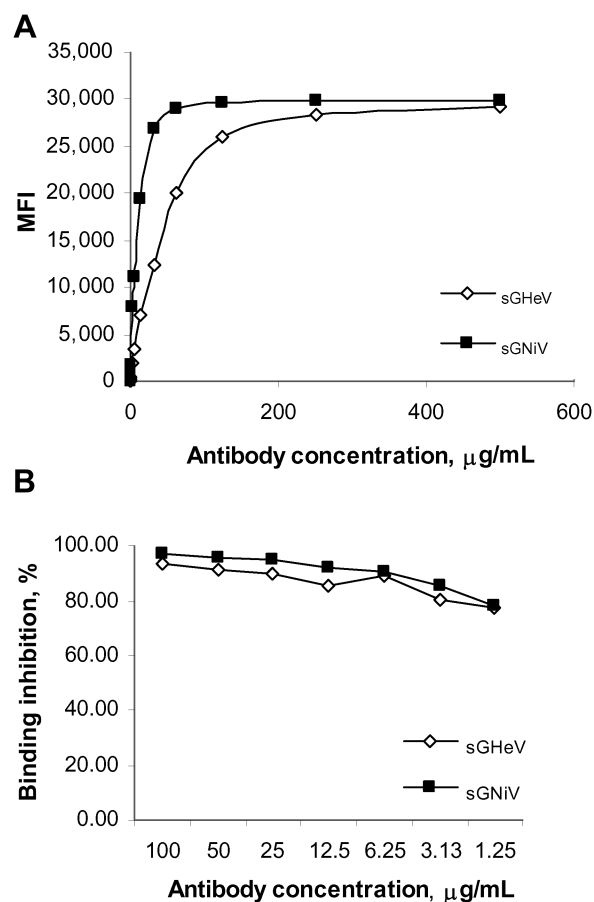 A
35,000
30,000
25,000
20,000
15,000
10,000
5,000
0
MFI
sGHeV
sGNiV
0 200 400 600
Antibody concentration, μg/mL
B
100.00
80.00
60.00
40.00
20.00
0.00
Binding inhibition, %
sGHeV
sGNiV
100 50 25 12.5 6.25 3.13 1.25
Antibody concentration, μg/mL